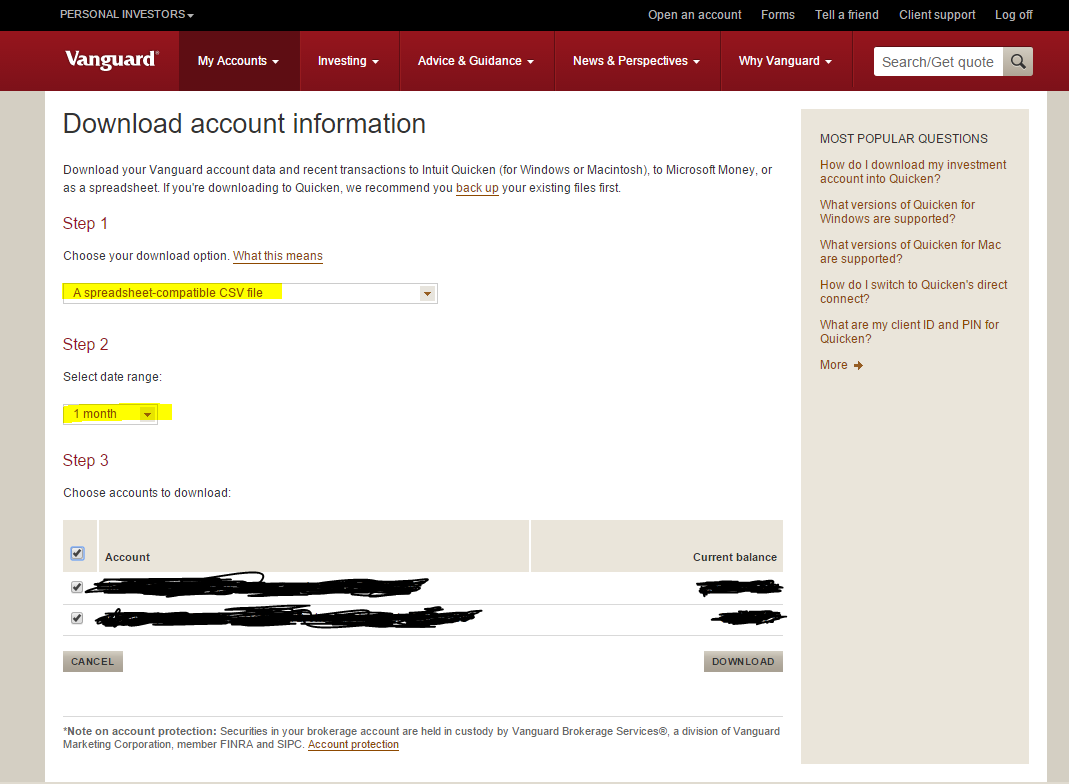 PERSONAL INVESTORS
Open an account Forms Tell a friend Client support Log off
Vanguard®
My Accounts Investing Advice & Guidance News & Perspectives Why Vanguard Search/Get quote
Download account information
Download your Vanguard account data and recent transactions to Intuit Quicken (for Windows or Macintosh), to Microsoft Money, or
as a spreadsheet. If you're downloading to Quicken, we recommend you back up your existing files first.
Step 1
Choose your download option. What this means
A spreadsheet-compatible CSV file
Step 2
Select date range:
1 month
Step 3
Choose accounts to download:
Account Current balance
CANCEL DOWNLOAD
*Note on account protection: Securities in your brokerage account are held in custody by Vanguard Brokerage Services®, a division of Vanguard
Marketing Corporation, member FINRA and SIPC. Account protection
MOST POPULAR QUESTIONS
How do I download my investment
account into Quicken?
What versions of Quicken for
Windows are supported?
What versions of Quicken for Mac
are supported?
How do I switch to Quicken's direct
connect?
What are my client ID and PIN for
Quicken?
More